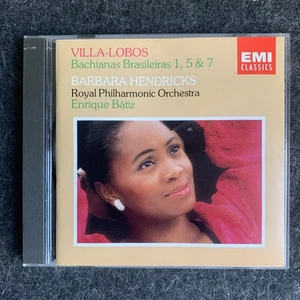 VILLA-LOBOS
Bachianas Brasileiras 1, 5 & 7
BARBARA HENDRICKS
Royal Philharmonic Orchestra
Enrique Bátiz
EMI
CLASSICS